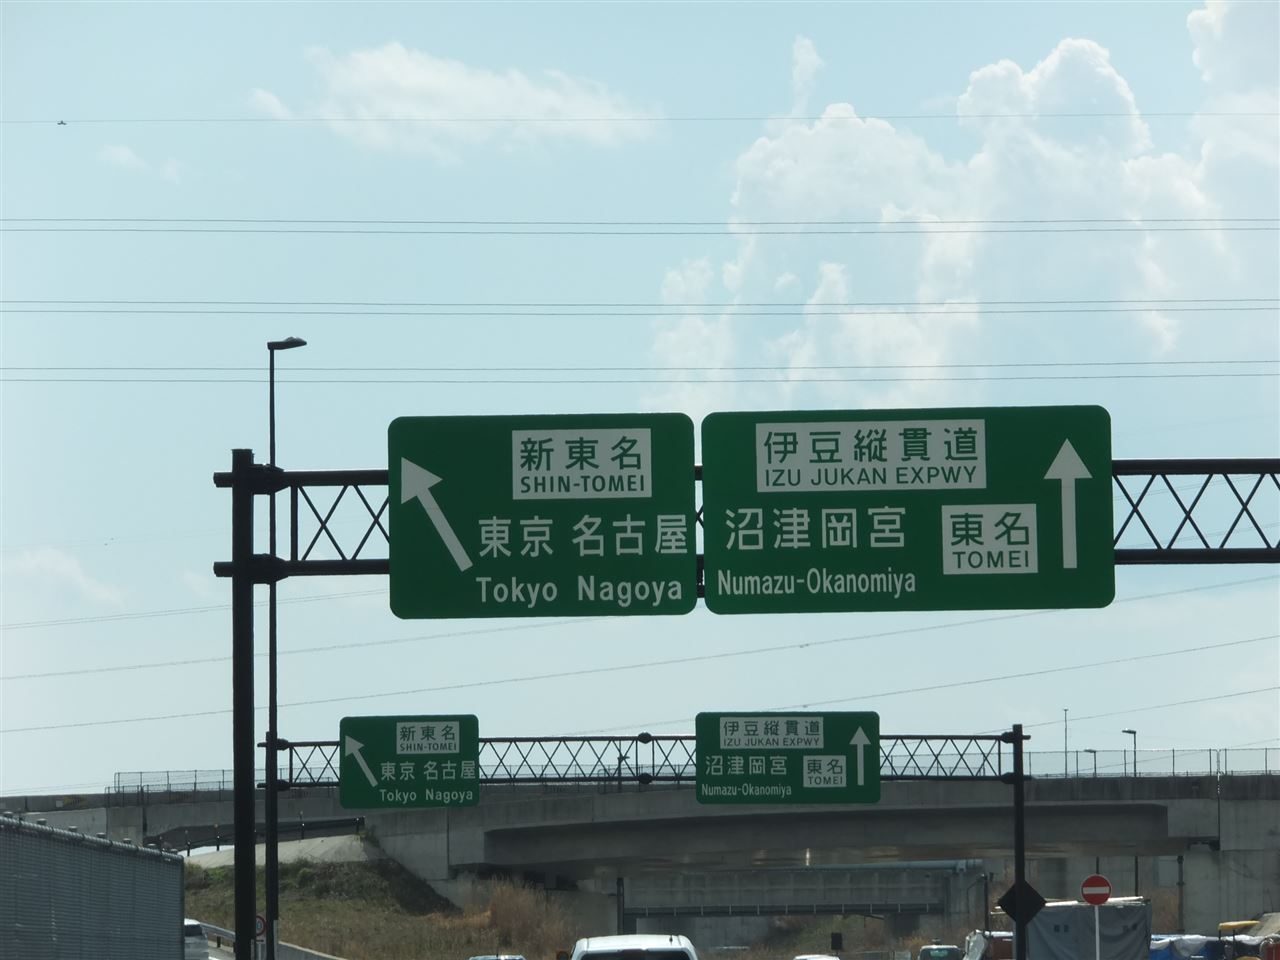 新東名
SHIN-TOMEI
東京 名古屋
Tokyo Nagoya
伊豆縦貫道
IZU JUKAN EXPWY
沼津岡宮
Numazu-Okanomiya
東名
TOMEI
新東名
SHIN-TOMEI
東京 名古屋
Tokyo Nagoya
伊豆縦貫道
IZU JUKAN EXPWY
沼津岡宮
Numazu-Okanomiya
東名
TOMEI